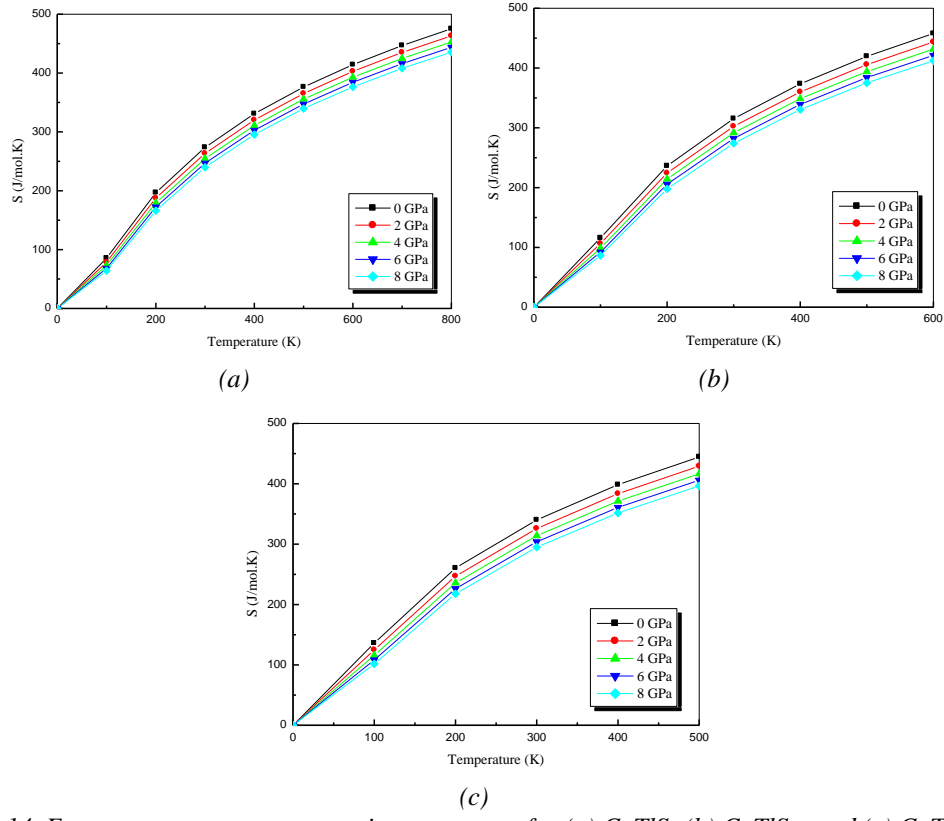 500
400
300
200
100
0
S (J/mol.K)
0 GPa
2 GPa
4 GPa
6 GPa
8 GPa
0 200 400 600 800
Temperature (K)
(a)
500
400
300
200
100
0
S (J/mol.K)
0 GPa
2 GPa
4 GPa
6 GPa
8 GPa
0 200 400 600
Temperature (K)
(b)
500
400
300
200
100
0
S (J/mol.K)
0 GPa
2 GPa
4 GPa
6 GPa
8 GPa
0 100 200 300 400 500
Temperature (K)
(c)
14. for (a) (b) and (c)